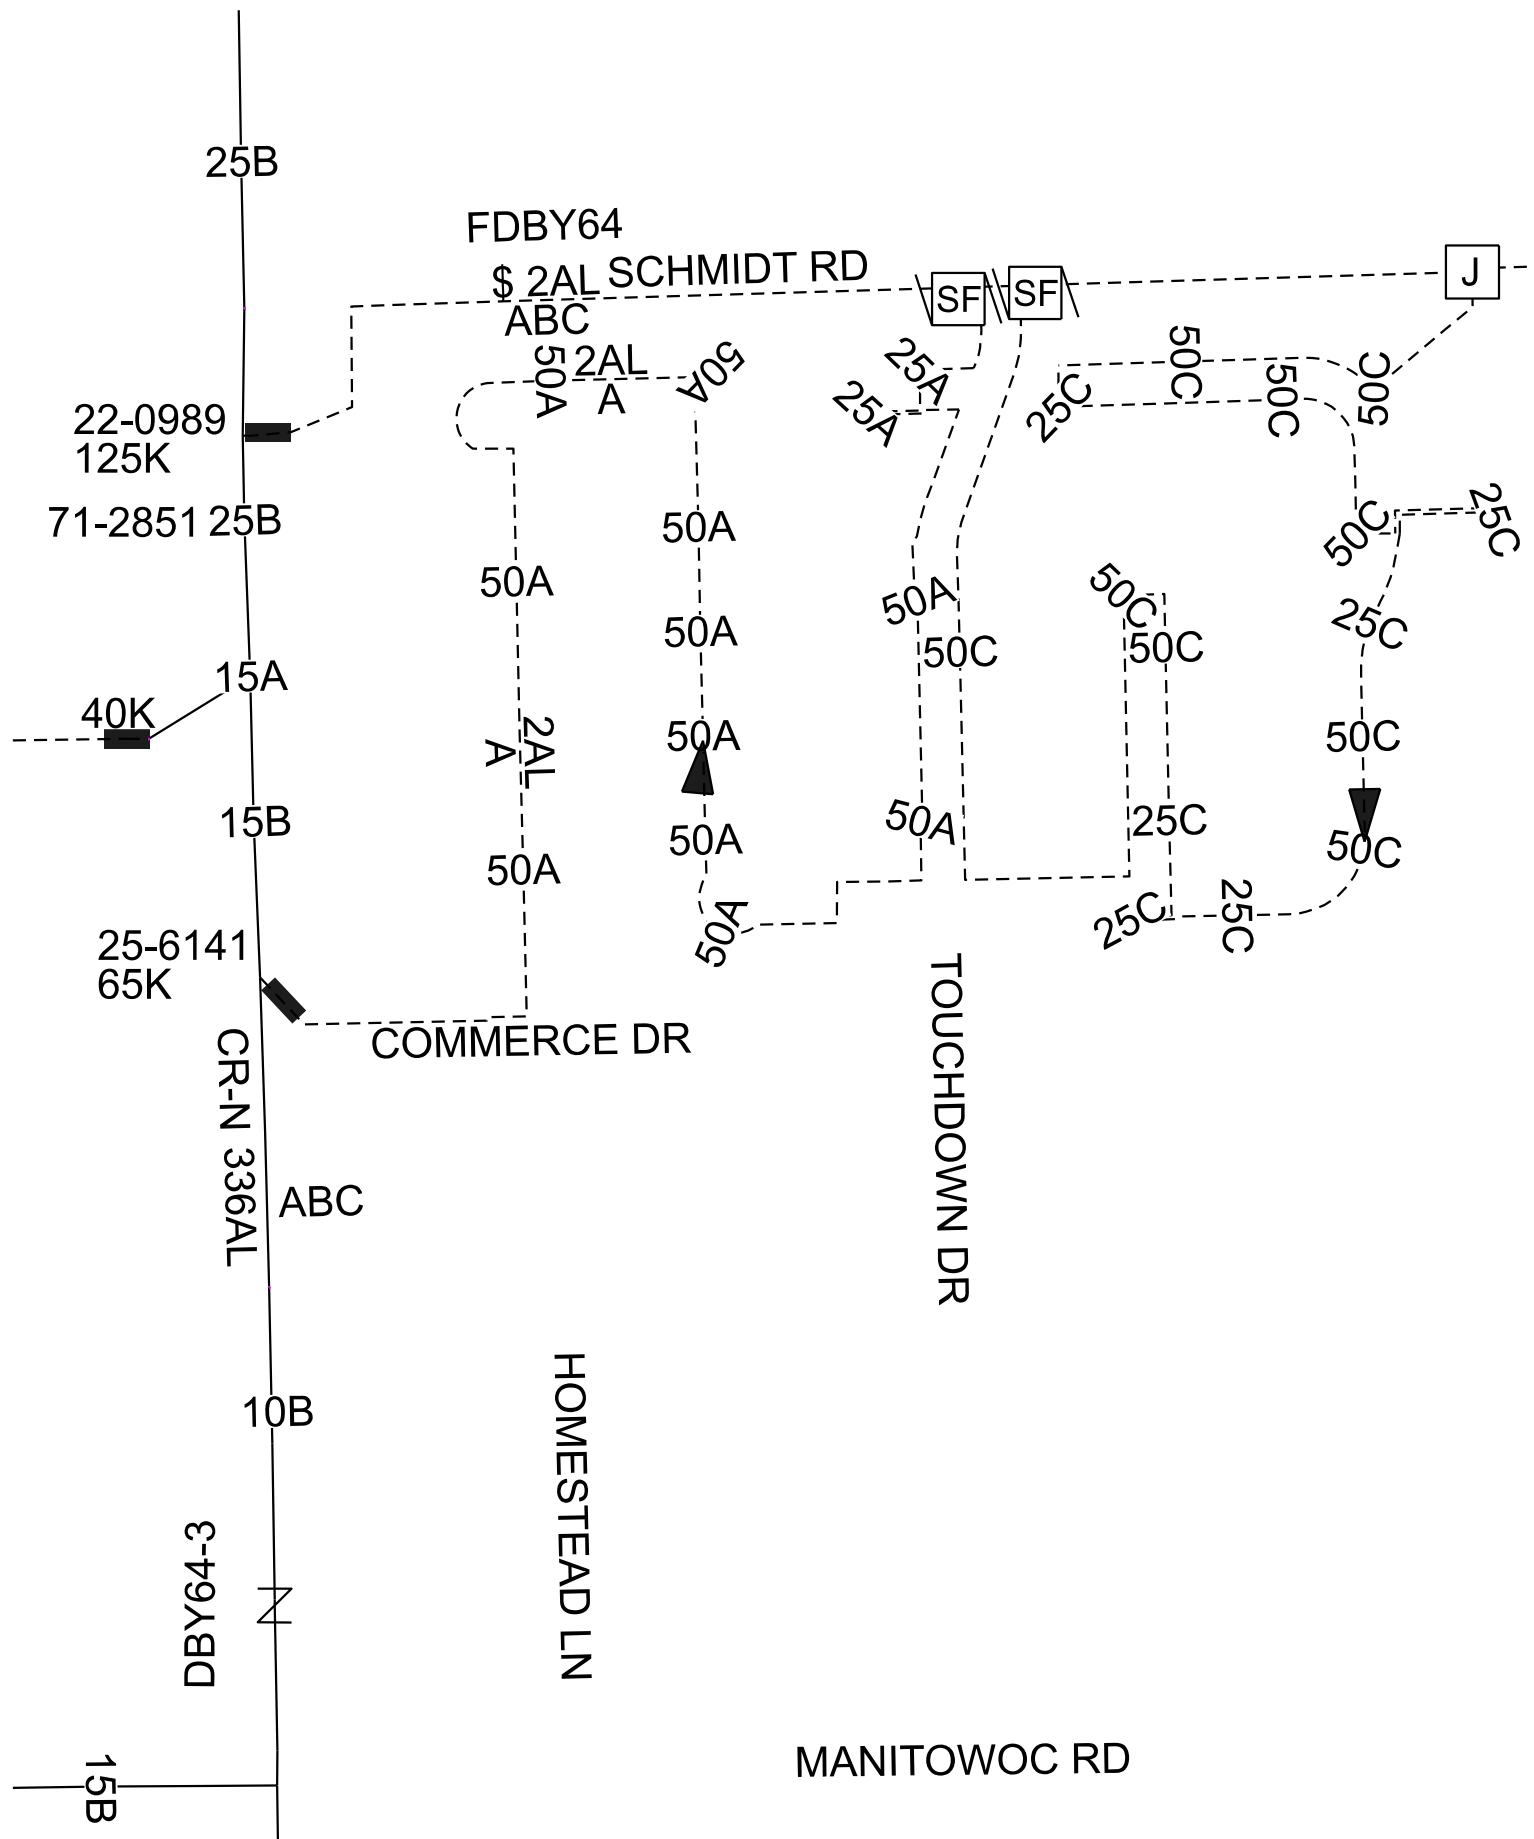 25B
FDBY64
$ 2AL SCHMIDT RD
ABC
SF
SF
J
50A
2AL
A
50A
25A
25A
25C
50C
50C
50C
22-0989
125K
71-2851 25B
50A
50A
50C
25C
50A
50A
50C
50C
50C
25C
15A
40K
2AL
A
50A
50C
15B
50A
50A
50A
25C
50C
25-6141
65K
50A
25C
25C
COMMERCE DR
TOUCHDOWN DR
CR-N 336AL
ABC
HOMESTEAD LN
10B
DBY64-3
MANITOWOC RD
15B